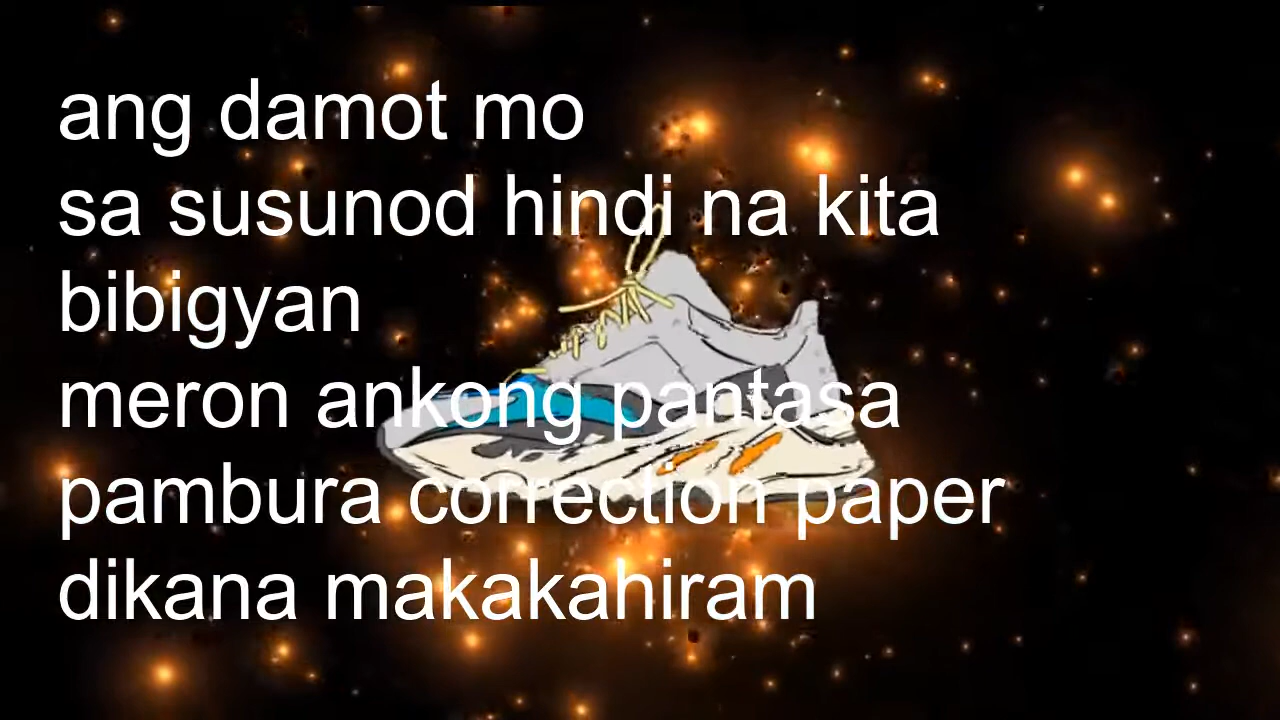 ang damot mo
sa susunod hindi na kita
bibigyan
meron ankong pantasa
pambura correction paper
dikana makakahiram